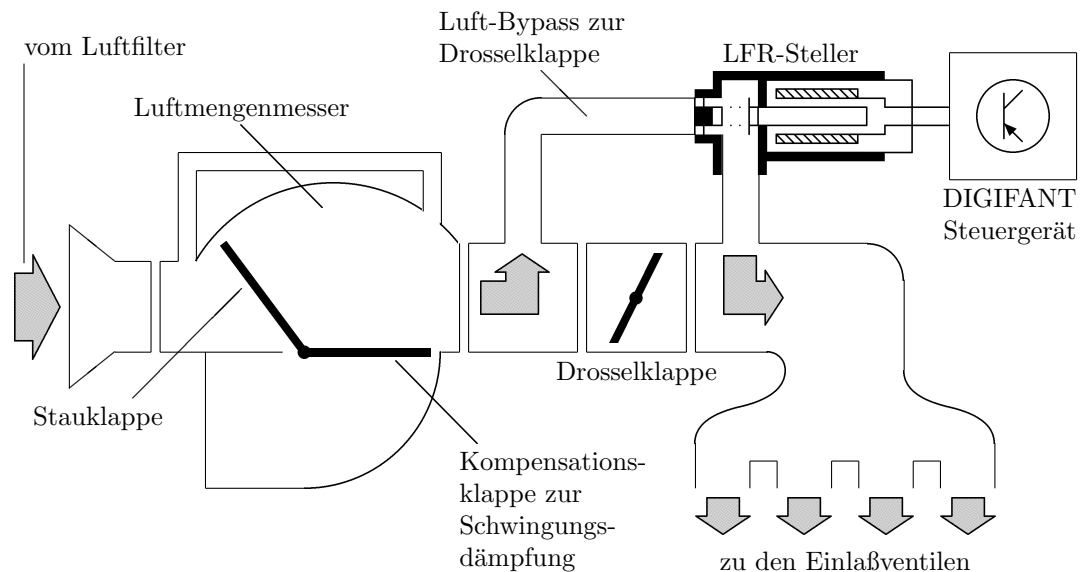 vom Luftfilter
Luftmengenmesser
Luft-Bypass zur
Drosselklappe
LFR-Steller
DIGIFANT
Steuergerät
Stauklappe
Drosselklappe
Kompensations-
klappe zur
Schwingungs-
dämpfung
zu den Einlaßventilen